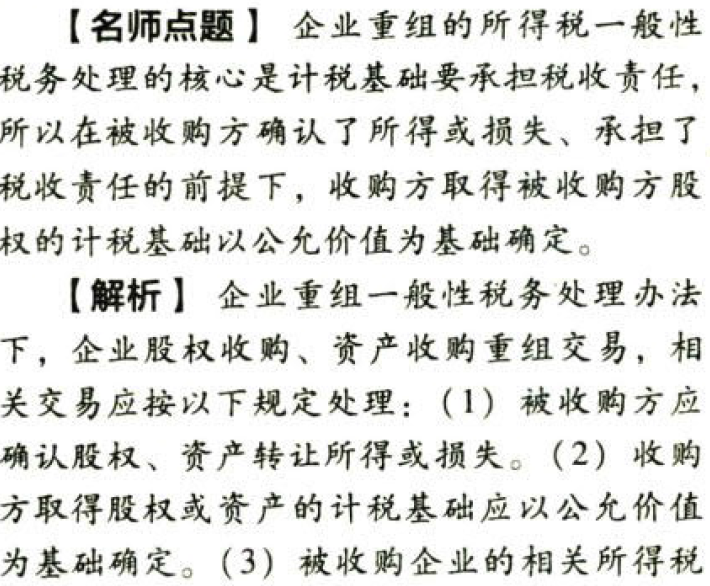 【名师点题】 企业重组的所得税一般性
税务处理的核心是计税基础要承担税收责任，
所以在被收购方确认了所得或损失、承担了
税收责任的前提下，收购方取得被收购方股
权的计税基础以公允价值为基础确定。
【解析】 企业重组一般性税务处理办法
下，企业股权收购、资产收购重组交易，相
关交易应按以下规定处理：（1）被收购方应
确认股权、资产转让所得或损失。（2）收购
方取得股权或资产的计税基础应以公允价值
为基础确定。（3）被收购企业的相关所得税